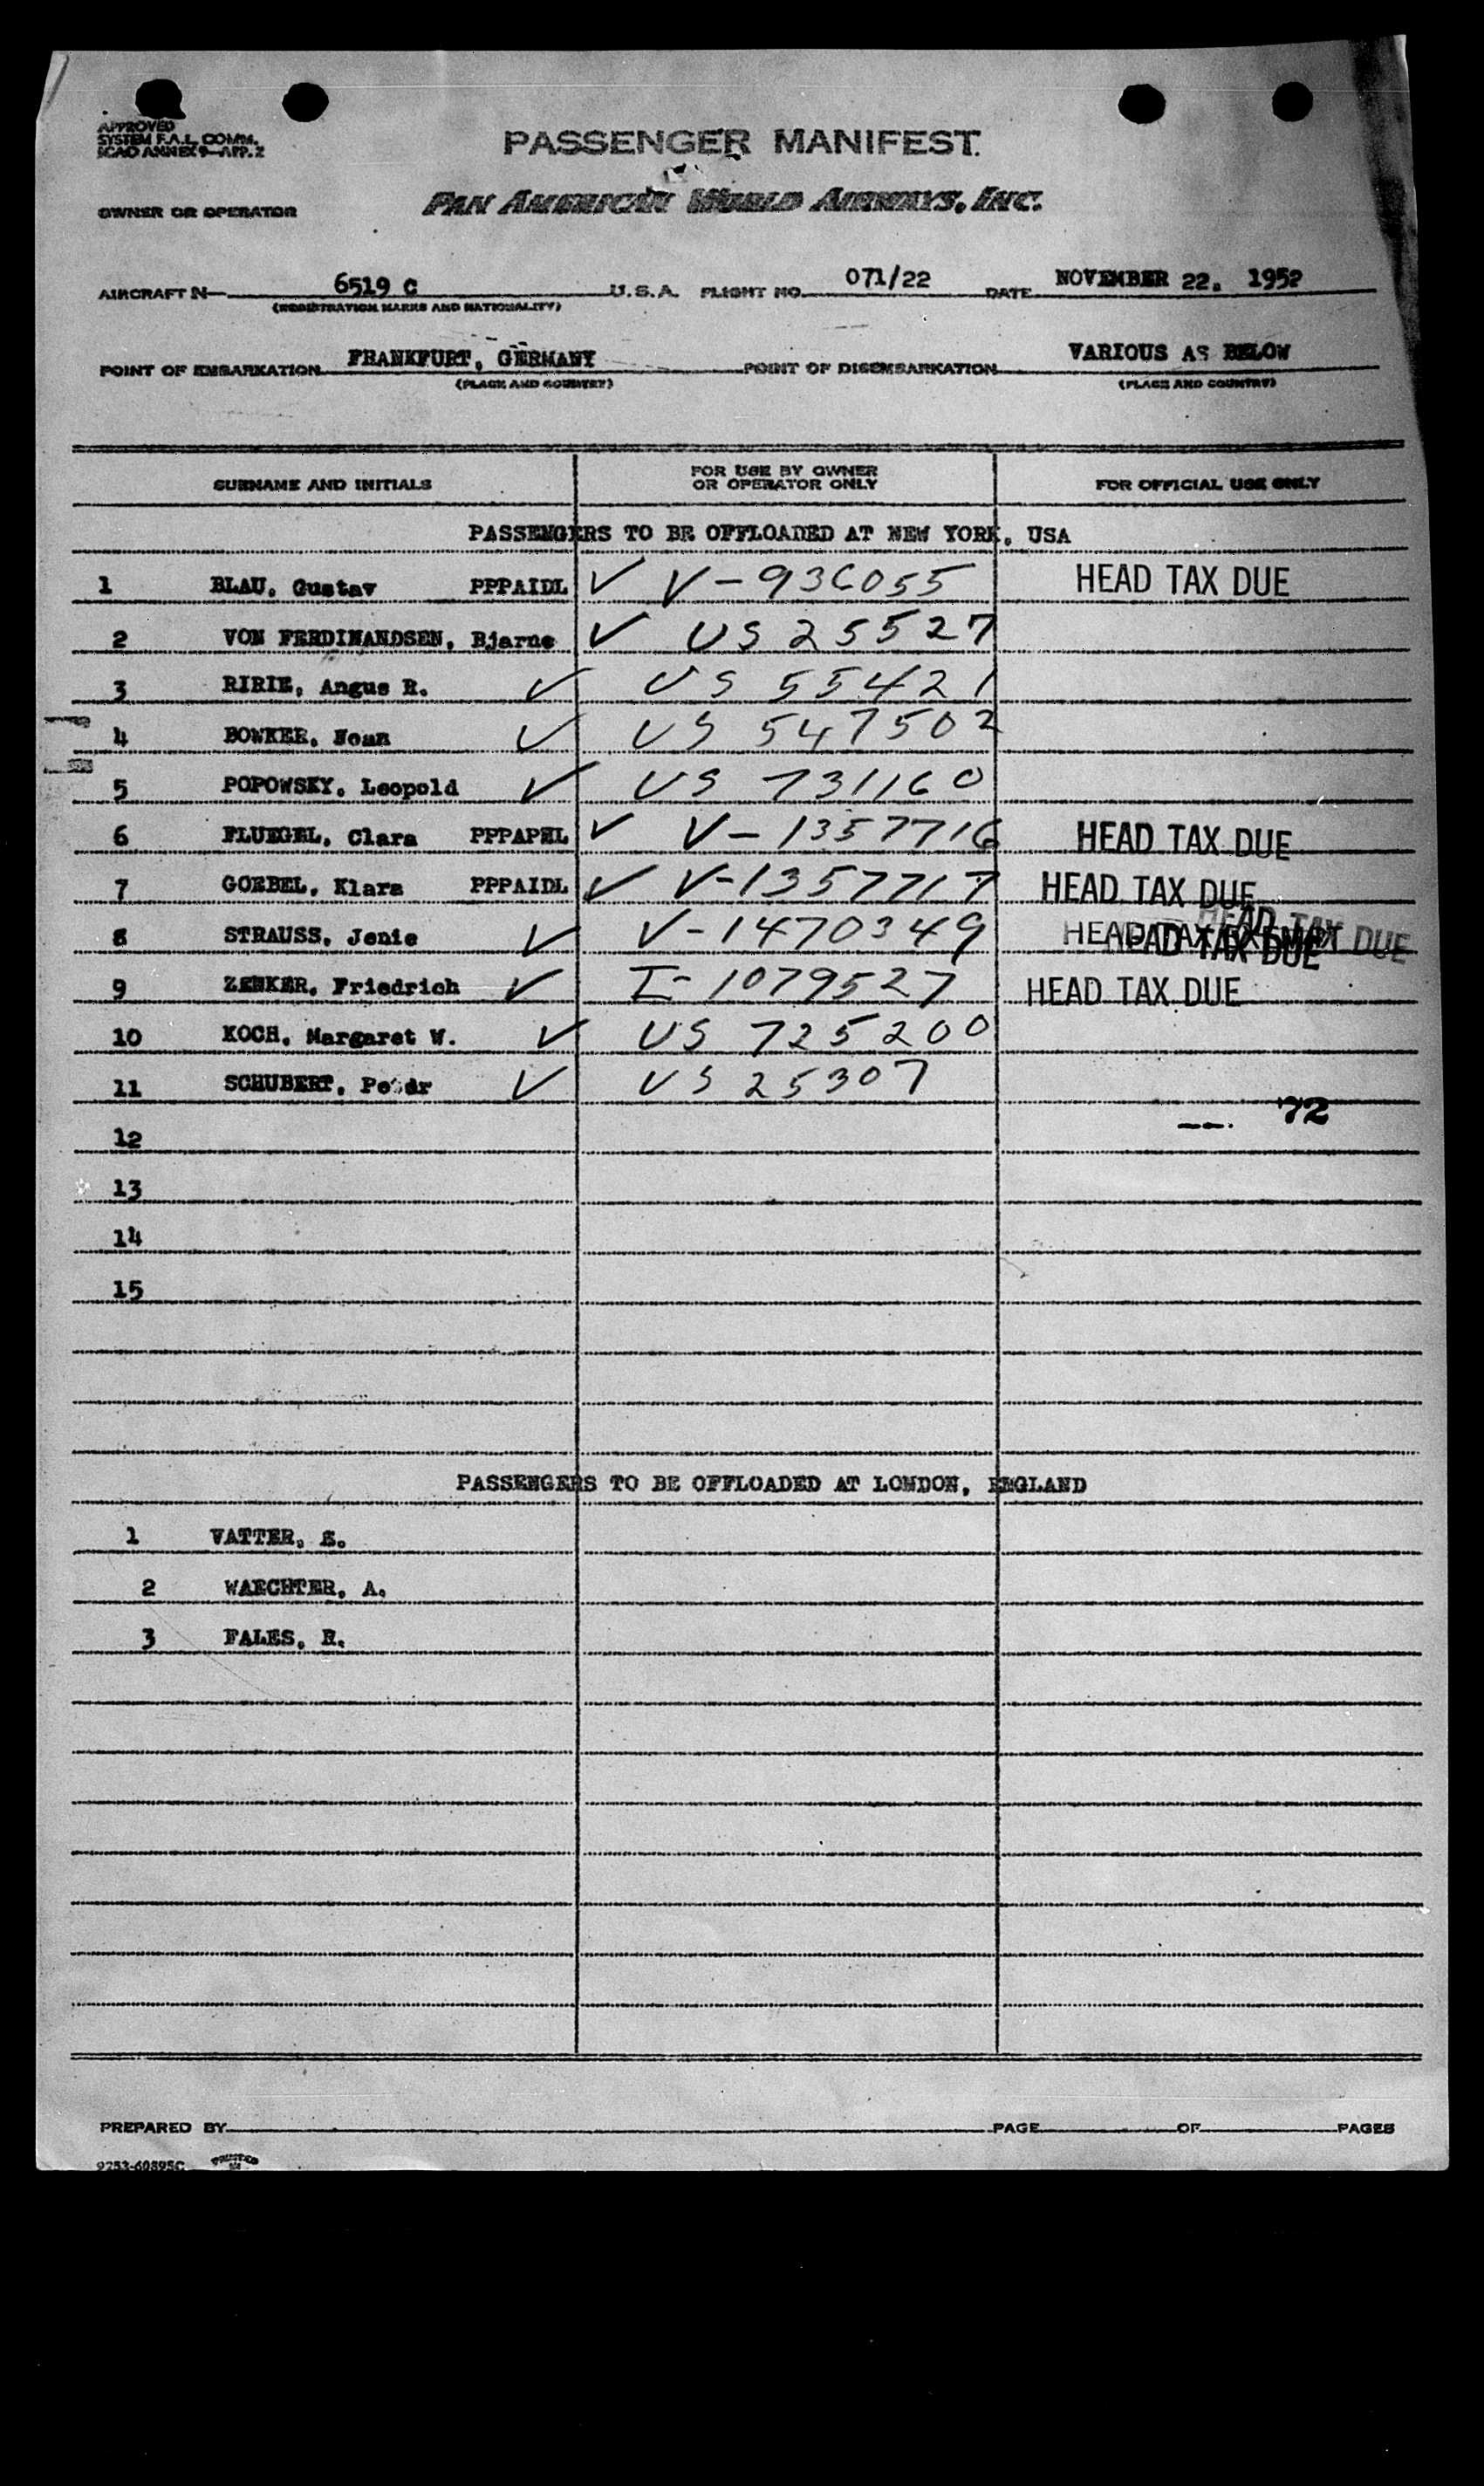 APPROVED
SYSTEM F.A.L. COMM.
ICAO ANNEX 9—APP. 2
PASSENGER MANIFEST
OWNER OR OPERATOR PAN AMERICAN WORLD AIRWAYS, INC.
AIRCRAFT N— 6519 C U.S.A. FLIGHT NO. 071/22 DATE NOVEMBER 22. 1952
(REGISTRATION MARKS AND NATIONALITY)
POINT OF EMBARKATION FRANKFURT, GERMANY POINT OF DISEMBARKATION VARIOUS AS BELOW
(PLACE AND COUNTRY) (PLACE AND COUNTRY)
SURNAME AND INITIALS FOR USE BY OWNER OR OPERATOR ONLY FOR OFFICIAL USE ONLY
PASSENGERS TO BE OFFLOADED AT NEW YORK, USA
1 BLAU, Gustav PPPAIDL ✓ V-936055 HEAD TAX DUE
2 VON FERDINANDSEN, Bjarne ✓ US 25527
3 RIRIE, Angus R. ✓ US 55421
4 BOWKER, Noan ✓ US 547502
5 POPOWSKY, Leopold ✓ US 731160
6 FLUEGEL, Clara PPPAPEL ✓ V-1357716 HEAD TAX DUE
7 GOEBEL, Klara PPPAIDL ✓ V-1357717 HEAD TAX DUE
8 STRAUSS, Jenie ✓ V-1470349 HEAD TAX DUE
9 ZENKER, Friedrich ✓ I-1079527 HEAD TAX DUE
10 KOCH, Margaret W. ✓ US 725200
11 SCHUBERT, ✓ US 25307
72
12
13
14
15
PASSENGERS TO BE OFFLOADED AT LONDON, ENGLAND
1 VATTER, E.
2 WAECHTER, A.
3 FALES, R.
PREPARED BY PAGE OF PAGES
9253-60895C PRINTED